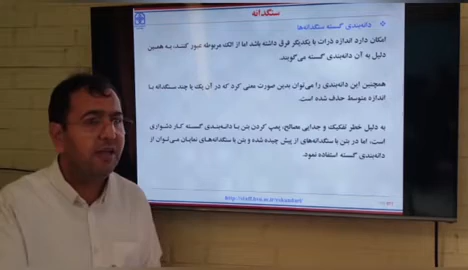 سنگدانه
دانه‌بندی گسسته سنگدانه‌ها
امکان دارد اندازه ذرات با یکدیگر فرق داشته باشد اما از الک مربوطه عبور کنند، به همین
دلیل به آن دانه‌بندی گسسته می‌گویند.
همچنین این دانه‌بندی را می‌توان بدین صورت معنی کرد که در آن یک یا چند سنگدانه با
اندازه متوسط حذف شده است.
به دلیل خطر تفکیک و جدایی مصالح، پمپ کردن بتن با دانه‌بندی گسسته کار دشواری
است، اما در بتن با سنگدانه‌های از پیش چیده شده و بتن با سنگدانه‌های نمایان می‌توان از
دانه‌بندی گسسته استفاده نمود.